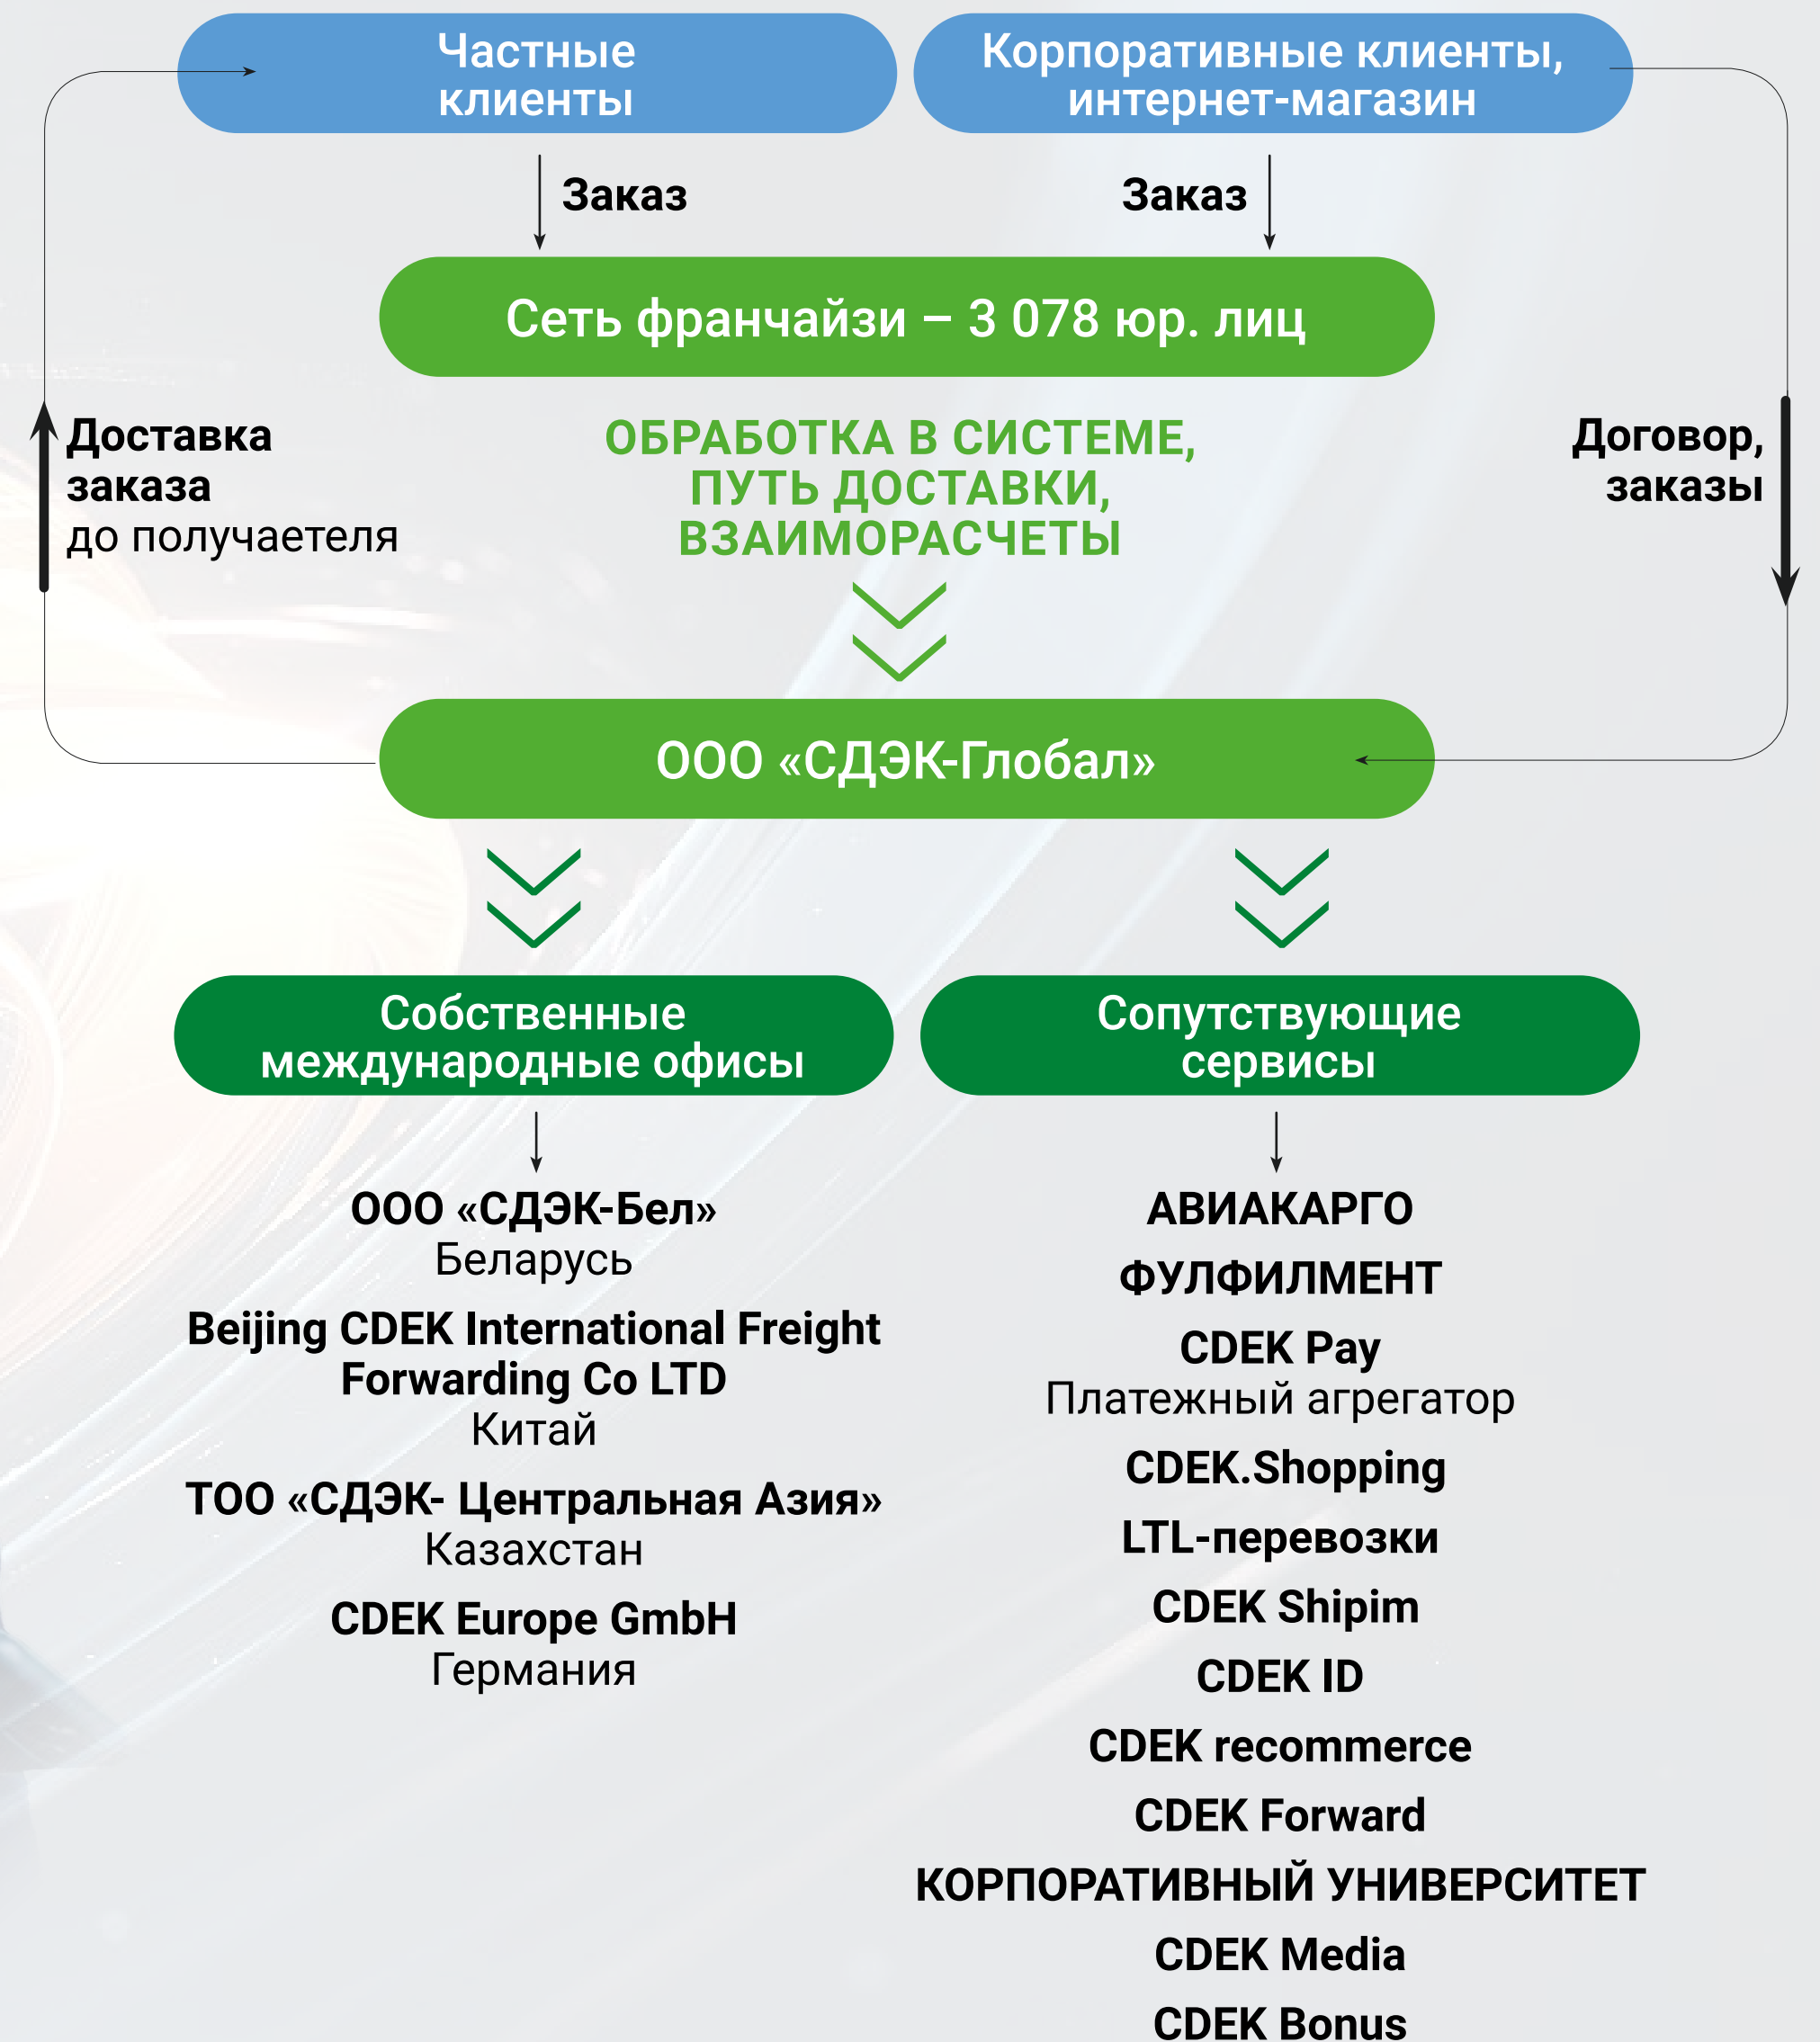 Частные
клиенты
Корпоративные клиенты,
интернет-магазин
Заказ
Заказ
Сеть франчайзи – 3 078 юр. лиц
Доставка
заказа
до получаетеля
ОБРАБОТКА В СИСТЕМЕ,
ПУТЬ ДОСТАВКИ,
ВЗАИМОРАСЧЕТЫ
Договор,
заказы
ООО «СДЭК-Глобал»
Собственные
международные офисы
ООО «СДЭК-Бел»
Беларусь
Beijing CDEK International Freight
Forwarding Co LTD
Китай
ТОО «СДЭК- Центральная Азия»
Казахстан
CDEK Europe GmbH
Германия
Сопутствующие
сервисы
АВИАКАРГО
ФУЛФИЛМЕНТ
CDEK Pay
Платежный агрегатор
CDEK.Shopping
LTL-перевозки
CDEK Shipim
CDEK ID
CDEK recommerce
CDEK Forward
КОРПОРАТИВНЫЙ УНИВЕРСИТЕТ
CDEK Media
CDEK Bonus